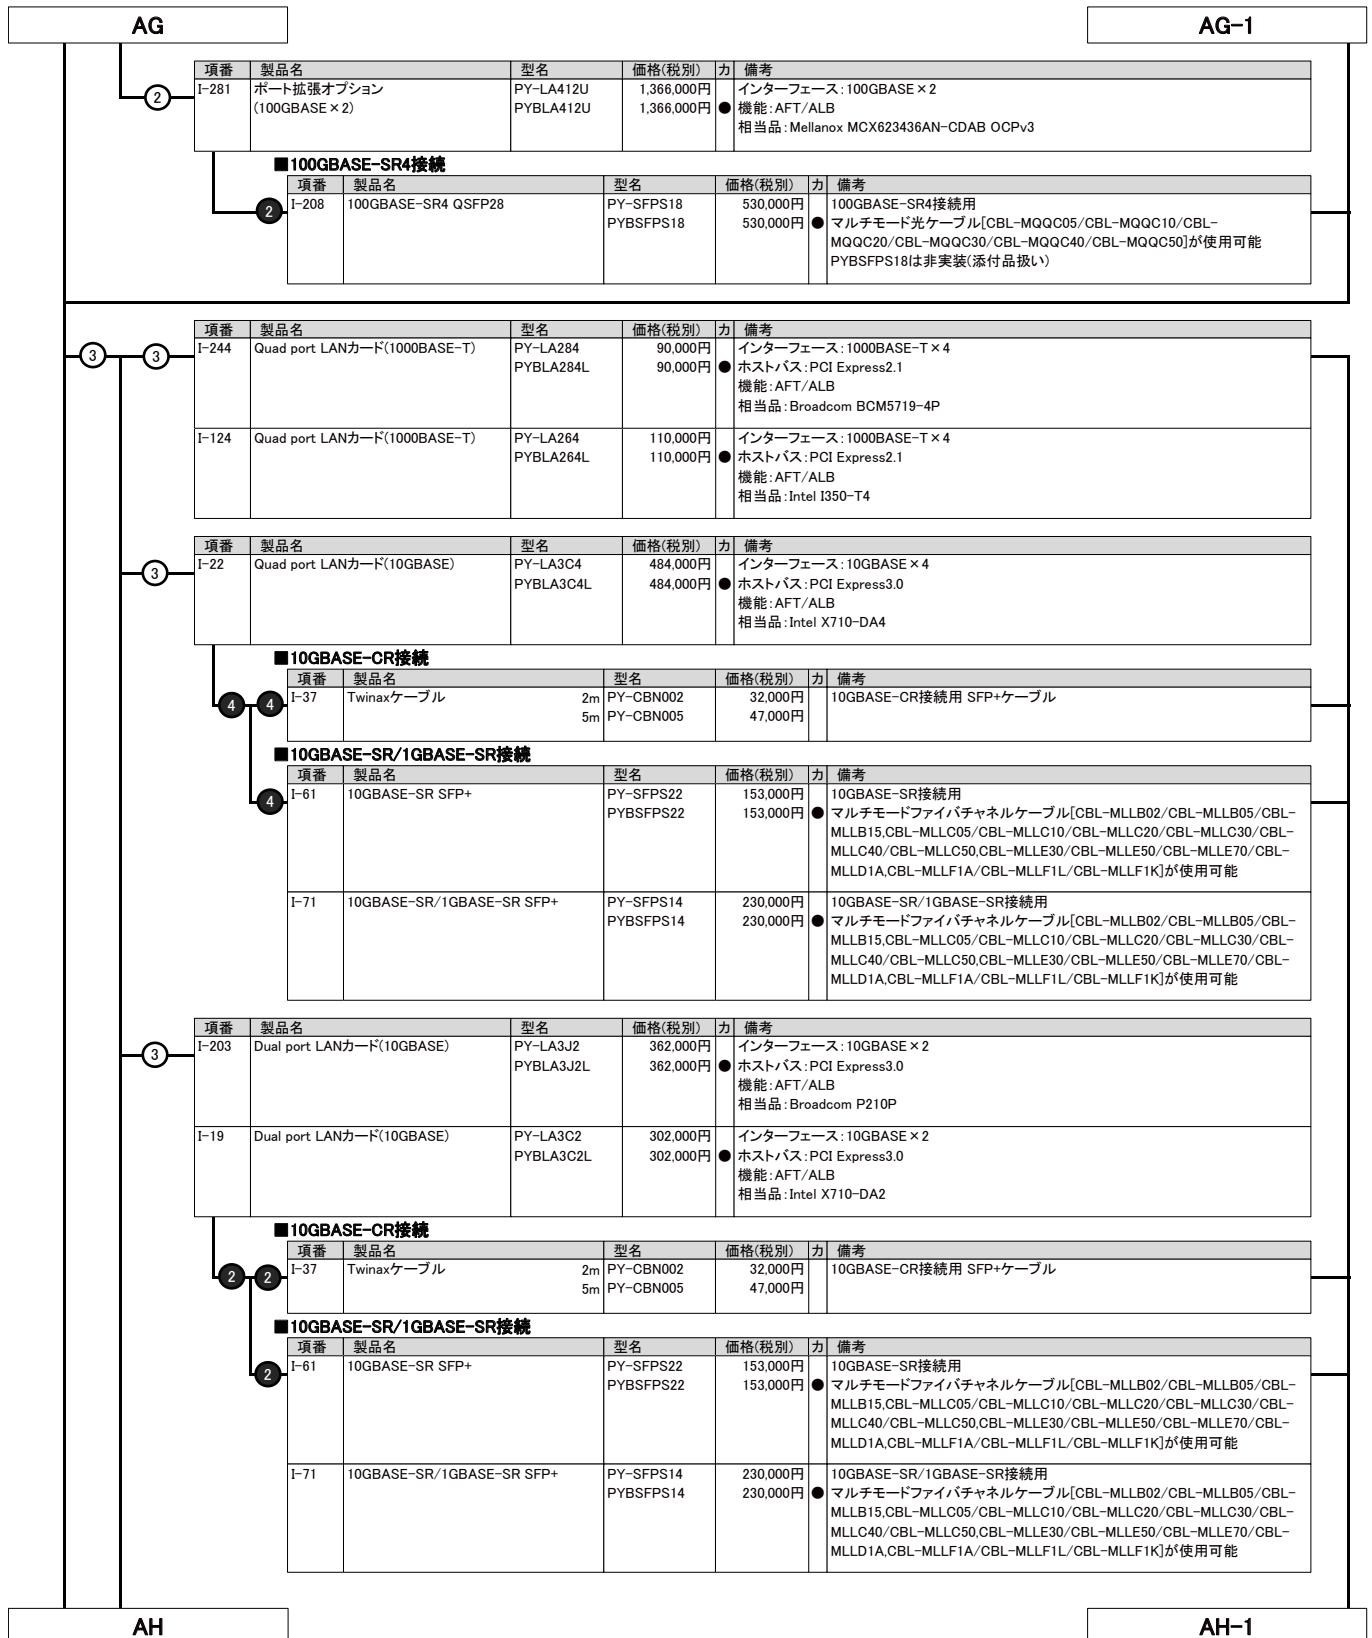 AG
AG-1
項番 製品名 型名 価格(税別) カ 備考
② I-281 ポート拡張オプション PY-LA412U 1,366,000円 インターフェース:100GBASE×2
(100GBASE×2) PYBLA412U 1,366,000円 ● 機能:AFT/ALB
相当品:Mellanox MCX623436AN-CDAB OCPv3
■100GBASE-SR4接続
項番 製品名 型名 価格(税別) カ 備考
2 I-208 100GBASE-SR4 QSFP28 PY-SFPS18 530,000円 100GBASE-SR4接続用
PYBSFPS18 530,000円 ● マルチモード光ケーブル[CBL-MQQC05/CBL-MQQC10/CBL-
MQQC20/CBL-MQQC30/CBL-MQQC40/CBL-MQQC50]が使用可能
PYBSFPS18は非実装(添付品扱い)
項番 製品名 型名 価格(税別) カ 備考
3 3 I-244 Quad port LANカード(1000BASE-T) PY-LA284 90,000円 インターフェース:1000BASE-T×4
PYBLA284L 90,000円 ● ホストバス:PCI Express2.1
機能:AFT/ALB
相当品:Broadcom BCM5719-4P
I-124 Quad port LANカード(1000BASE-T) PY-LA264 110,000円 インターフェース:1000BASE-T×4
PYBLA264L 110,000円 ● ホストバス:PCI Express2.1
機能:AFT/ALB
相当品:Intel I350-T4
項番 製品名 型名 価格(税別) カ 備考
3 I-22 Quad port LANカード(10GBASE) PY-LA3C4 484,000円 インターフェース:10GBASE×4
PYBLA3C4L 484,000円 ● ホストバス:PCI Express3.0
機能:AFT/ALB
相当品:Intel X710-DA4
■10GBASE-CR接続
項番 製品名 型名 価格(税別) カ 備考
4 4 I-37 Twinaxケーブル 2m PY-CBN002 32,000円 10GBASE-CR接続用 SFP+ケーブル
5m PY-CBN005 47,000円
■10GBASE-SR/1GBASE-SR接続
項番 製品名 型名 価格(税別) カ 備考
4 I-61 10GBASE-SR SFP+ PY-SFPS22 153,000円 10GBASE-SR接続用
PYBSFPS22 153,000円 ● マルチモードファイバチャネルケーブル[CBL-MLLB02/CBL-MLLB05/CBL-
MLLB15,CBL-MLLC05/CBL-MLLC10/CBL-MLLC20/CBL-MLLC30/CBL-
MLLC40/CBL-MLLC50,CBL-MLLE30/CBL-MLLE50/CBL-MLLE70/CBL-
MLLD1A,CBL-MLLF1A/CBL-MLLF1L/CBL-MLLF1K]が使用可能
I-71 10GBASE-SR/1GBASE-SR SFP+ PY-SFPS14 230,000円 10GBASE-SR/1GBASE-SR接続用
PYBSFPS14 230,000円 ● マルチモードファイバチャネルケーブル[CBL-MLLB02/CBL-MLLB05/CBL-
MLLB15,CBL-MLLC05/CBL-MLLC10/CBL-MLLC20/CBL-MLLC30/CBL-
MLLC40/CBL-MLLC50,CBL-MLLE30/CBL-MLLE50/CBL-MLLE70/CBL-
MLLD1A,CBL-MLLF1A/CBL-MLLF1L/CBL-MLLF1K]が使用可能
項番 製品名 型名 価格(税別) カ 備考
3 I-203 Dual port LANカード(10GBASE) PY-LA3J2 362,000円 インターフェース:10GBASE×2
PYBLA3J2L 362,000円 ● ホストバス:PCI Express3.0
機能:AFT/ALB
相当品:Broadcom P210P
I-19 Dual port LANカード(10GBASE) PY-LA3C2 302,000円 インターフェース:10GBASE×2
PYBLA3C2L 302,000円 ● ホストバス:PCI Express3.0
機能:AFT/ALB
相当品:Intel X710-DA2
■10GBASE-CR接続
項番 製品名 型名 価格(税別) カ 備考
2 2 I-37 Twinaxケーブル 2m PY-CBN002 32,000円 10GBASE-CR接続用 SFP+ケーブル
5m PY-CBN005 47,000円
■10GBASE-SR/1GBASE-SR接続
項番 製品名 型名 価格(税別) カ 備考
2 I-61 10GBASE-SR SFP+ PY-SFPS22 153,000円 10GBASE-SR接続用
PYBSFPS22 153,000円 ● マルチモードファイバチャネルケーブル[CBL-MLLB02/CBL-MLLB05/CBL-
MLLB15,CBL-MLLC05/CBL-MLLC10/CBL-MLLC20/CBL-MLLC30/CBL-
MLLC40/CBL-MLLC50,CBL-MLLE30/CBL-MLLE50/CBL-MLLE70/CBL-
MLLD1A,CBL-MLLF1A/CBL-MLLF1L/CBL-MLLF1K]が使用可能
I-71 10GBASE-SR/1GBASE-SR SFP+ PY-SFPS14 230,000円 10GBASE-SR/1GBASE-SR接続用
PYBSFPS14 230,000円 ● マルチモードファイバチャネルケーブル[CBL-MLLB02/CBL-MLLB05/CBL-
MLLB15,CBL-MLLC05/CBL-MLLC10/CBL-MLLC20/CBL-MLLC30/CBL-
MLLC40/CBL-MLLC50,CBL-MLLE30/CBL-MLLE50/CBL-MLLE70/CBL-
MLLD1A,CBL-MLLF1A/CBL-MLLF1L/CBL-MLLF1K]が使用可能
AH
AH-1